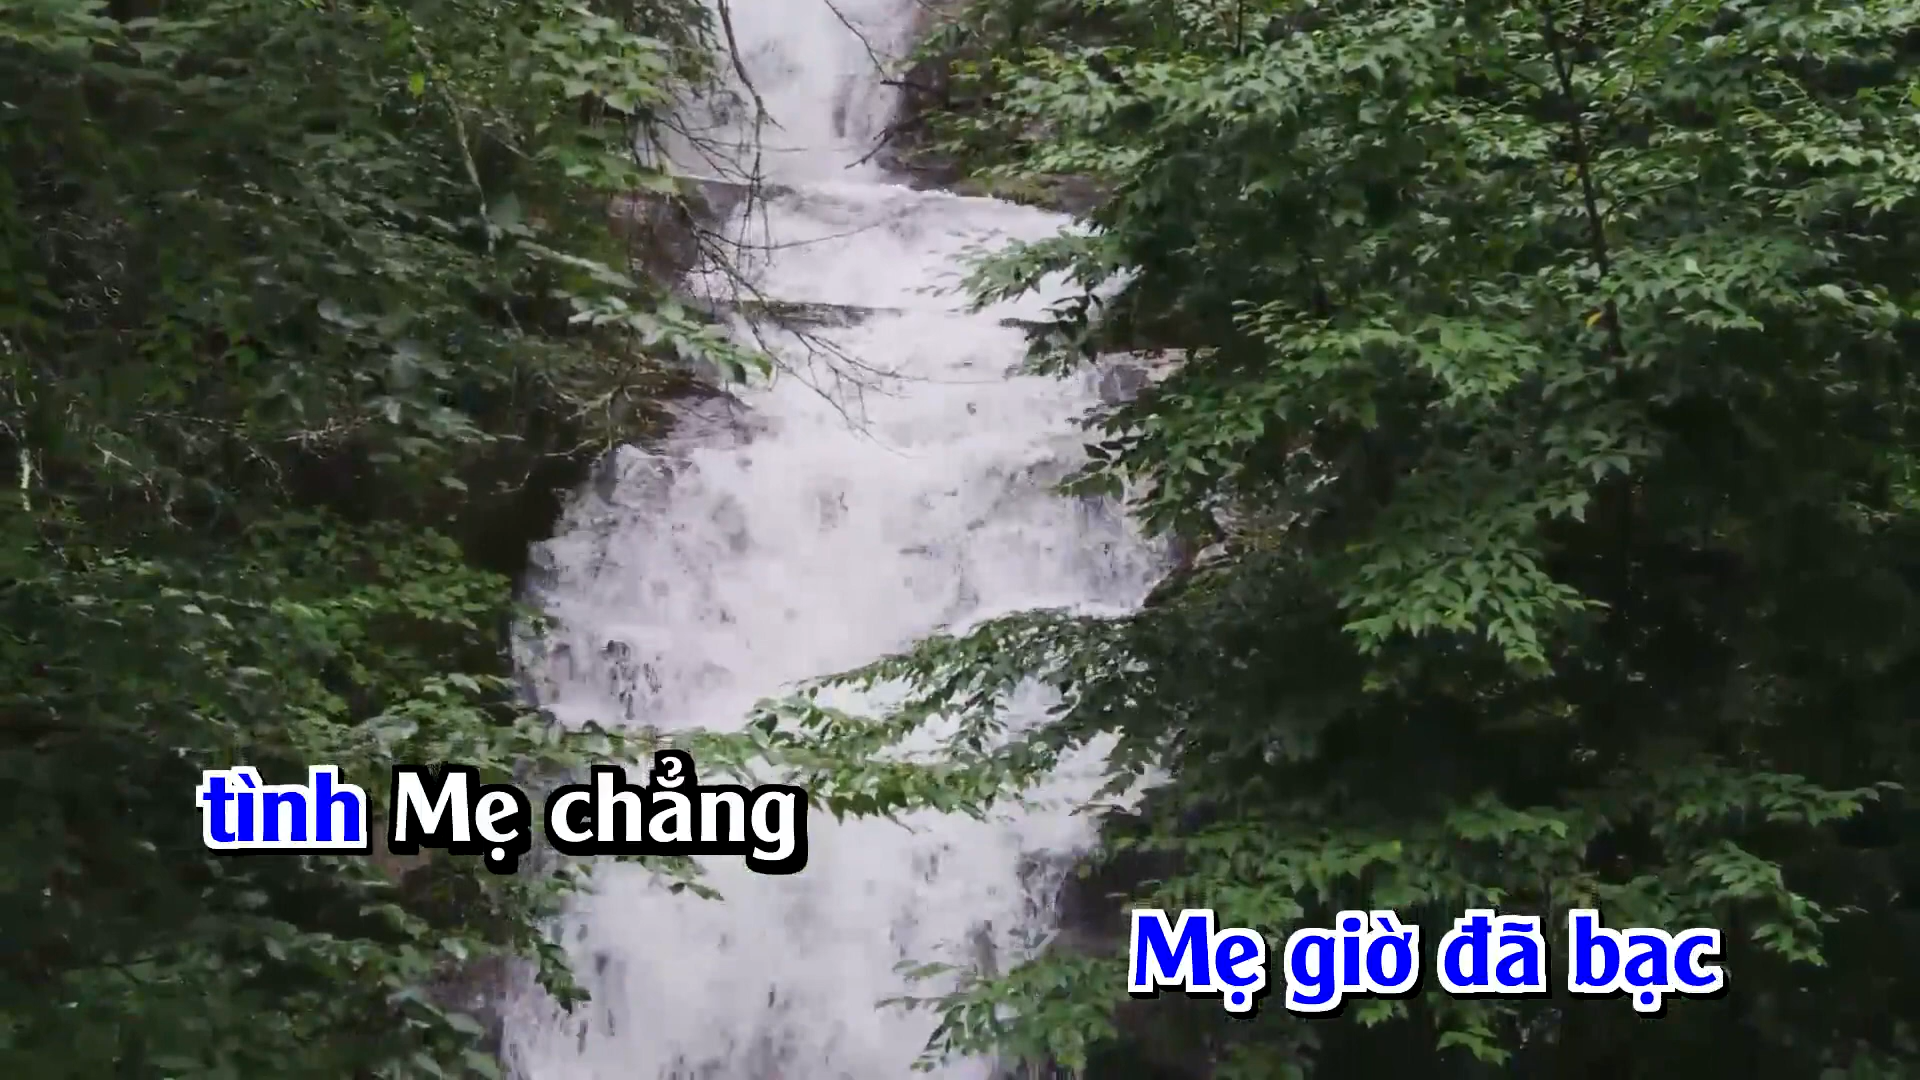 tình Mẹ chẳng
Mẹ giờ đã bạc